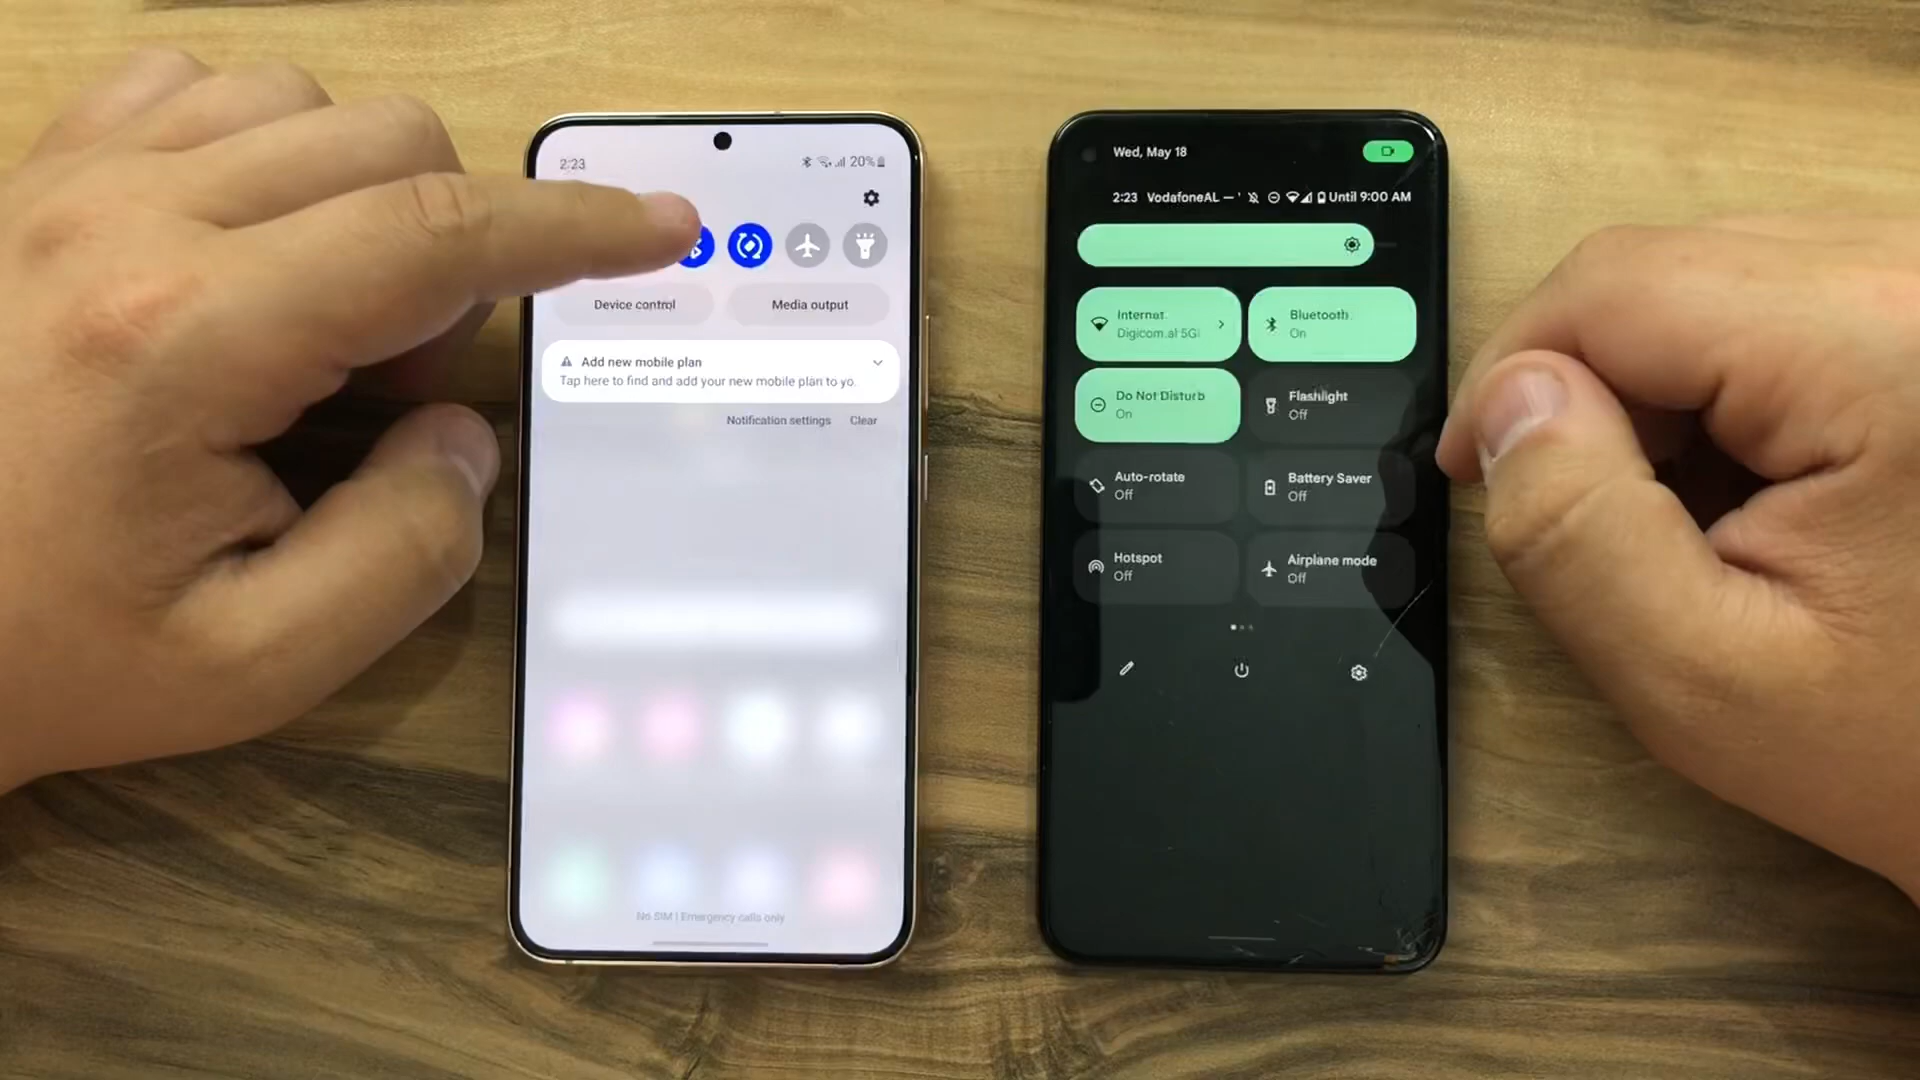 2:23
20%
Device control
Media output
Add new mobile plan
Tap here to find and add your new mobile plan to yo.
Notification settings
Clear
No SIM | Emergency calls only
Wed, May 18
2:23 VodafoneAL —
Until 9:00 AM
Internet
Digicom.al 5G
Bluetooth
On
Do Not Disturb
On
Flashlight
Off
Auto-rotate
Off
Battery Saver
Off
Hotspot
Off
Airplane mode
Off